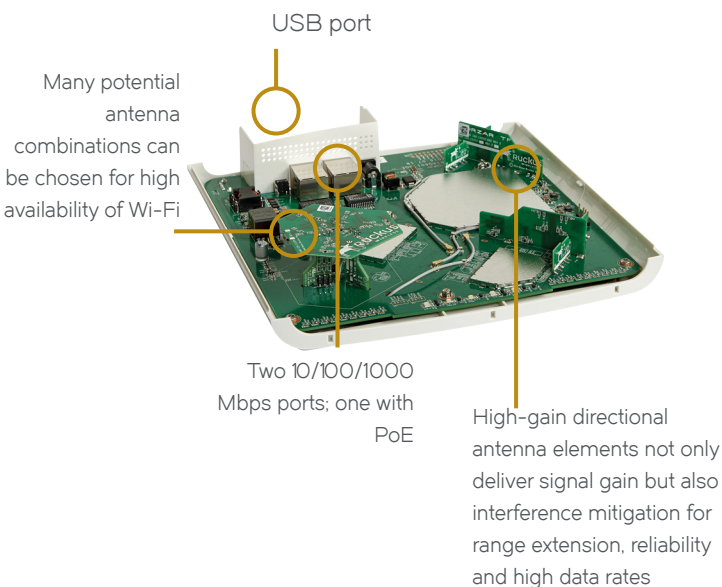 USB port
Many potential
antenna
combinations can
be chosen for high
availability of Wi-Fi
RUCKUS
RUCKUS
Two 10/100/1000
Mbps ports; one with
PoE
High-gain directional
antenna elements not only
deliver signal gain but also
interference mitigation for
range extension, reliability
and high data rates